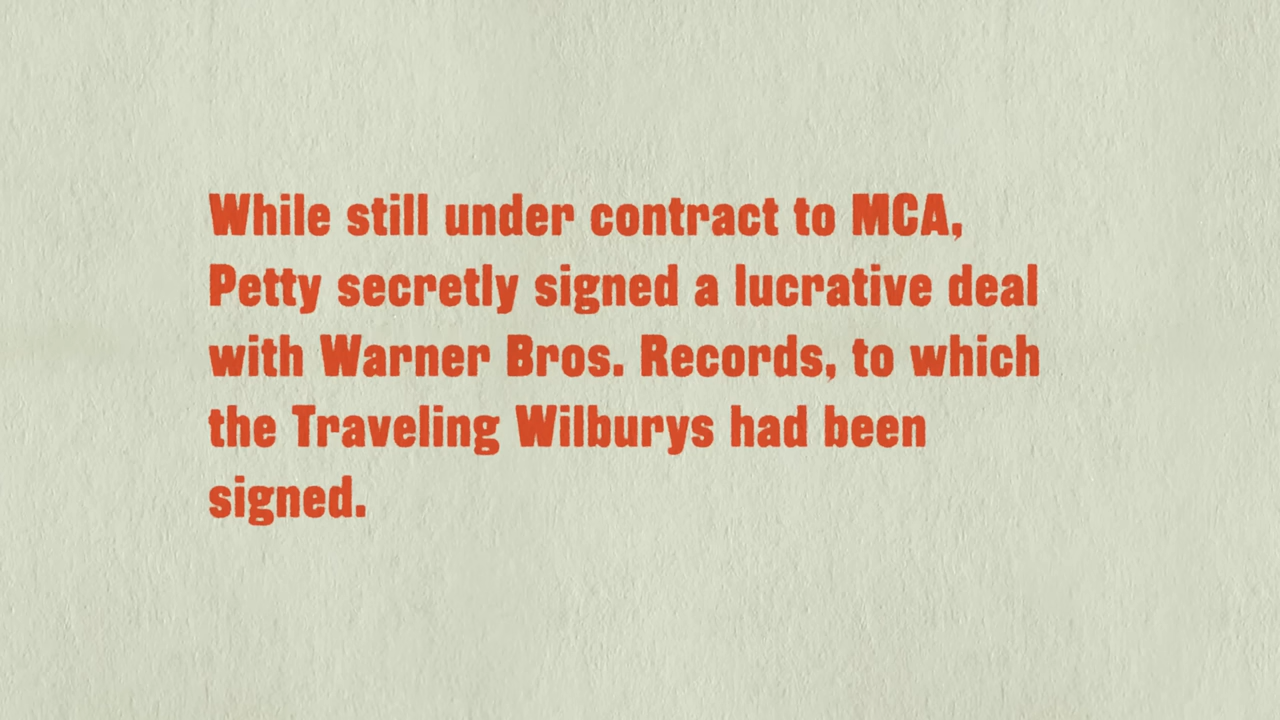 While still under contract to MCA,
Petty secretly signed a lucrative deal
with Warner Bros. Records, to which
the Traveling Wilburys had been
signed.